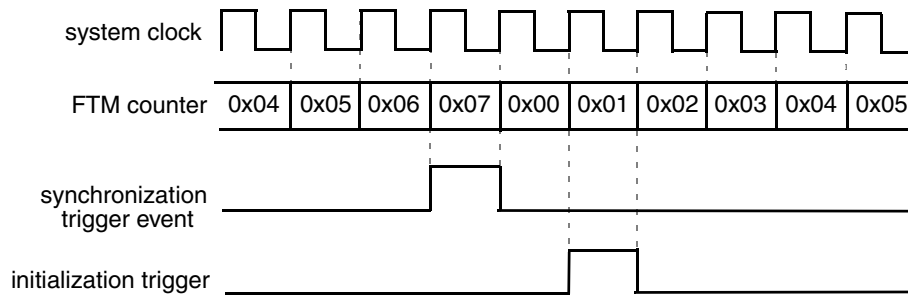 system clock
FTM counter 0x04 0x05 0x06 0x07 0x00 0x01 0x02 0x03 0x04 0x05
synchronization
trigger event
initialization trigger